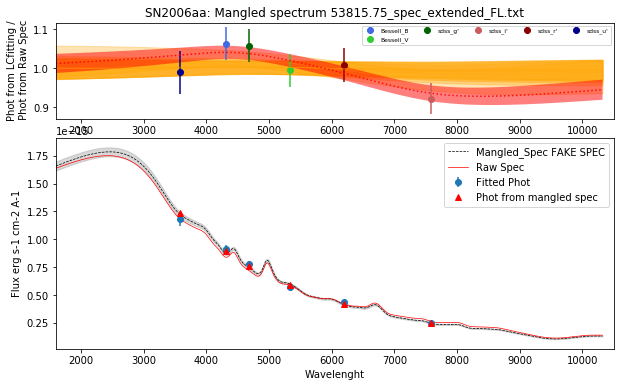 SN2006aa: Mangled spectrum 53815.75_spec_extended_FL.txt
Phot from LCfitting /
Phot from Raw Spec
1.1
1.0
0.9
Bessell_B
Bessell_V
sdss_g'
sdss_i'
sdss_r'
sdss_u'
2000 3000 4000 5000 6000 7000 8000 9000 10000
Flux erg s-1 cm-2 A-1
1.75
1.50
1.25
1.00
0.75
0.50
0.25
Mangled_Spec FAKE SPEC
Raw Spec
Fitted Phot
Phot from mangled spec
2000 3000 4000 5000 6000 7000 8000 9000 10000
Wavelenght